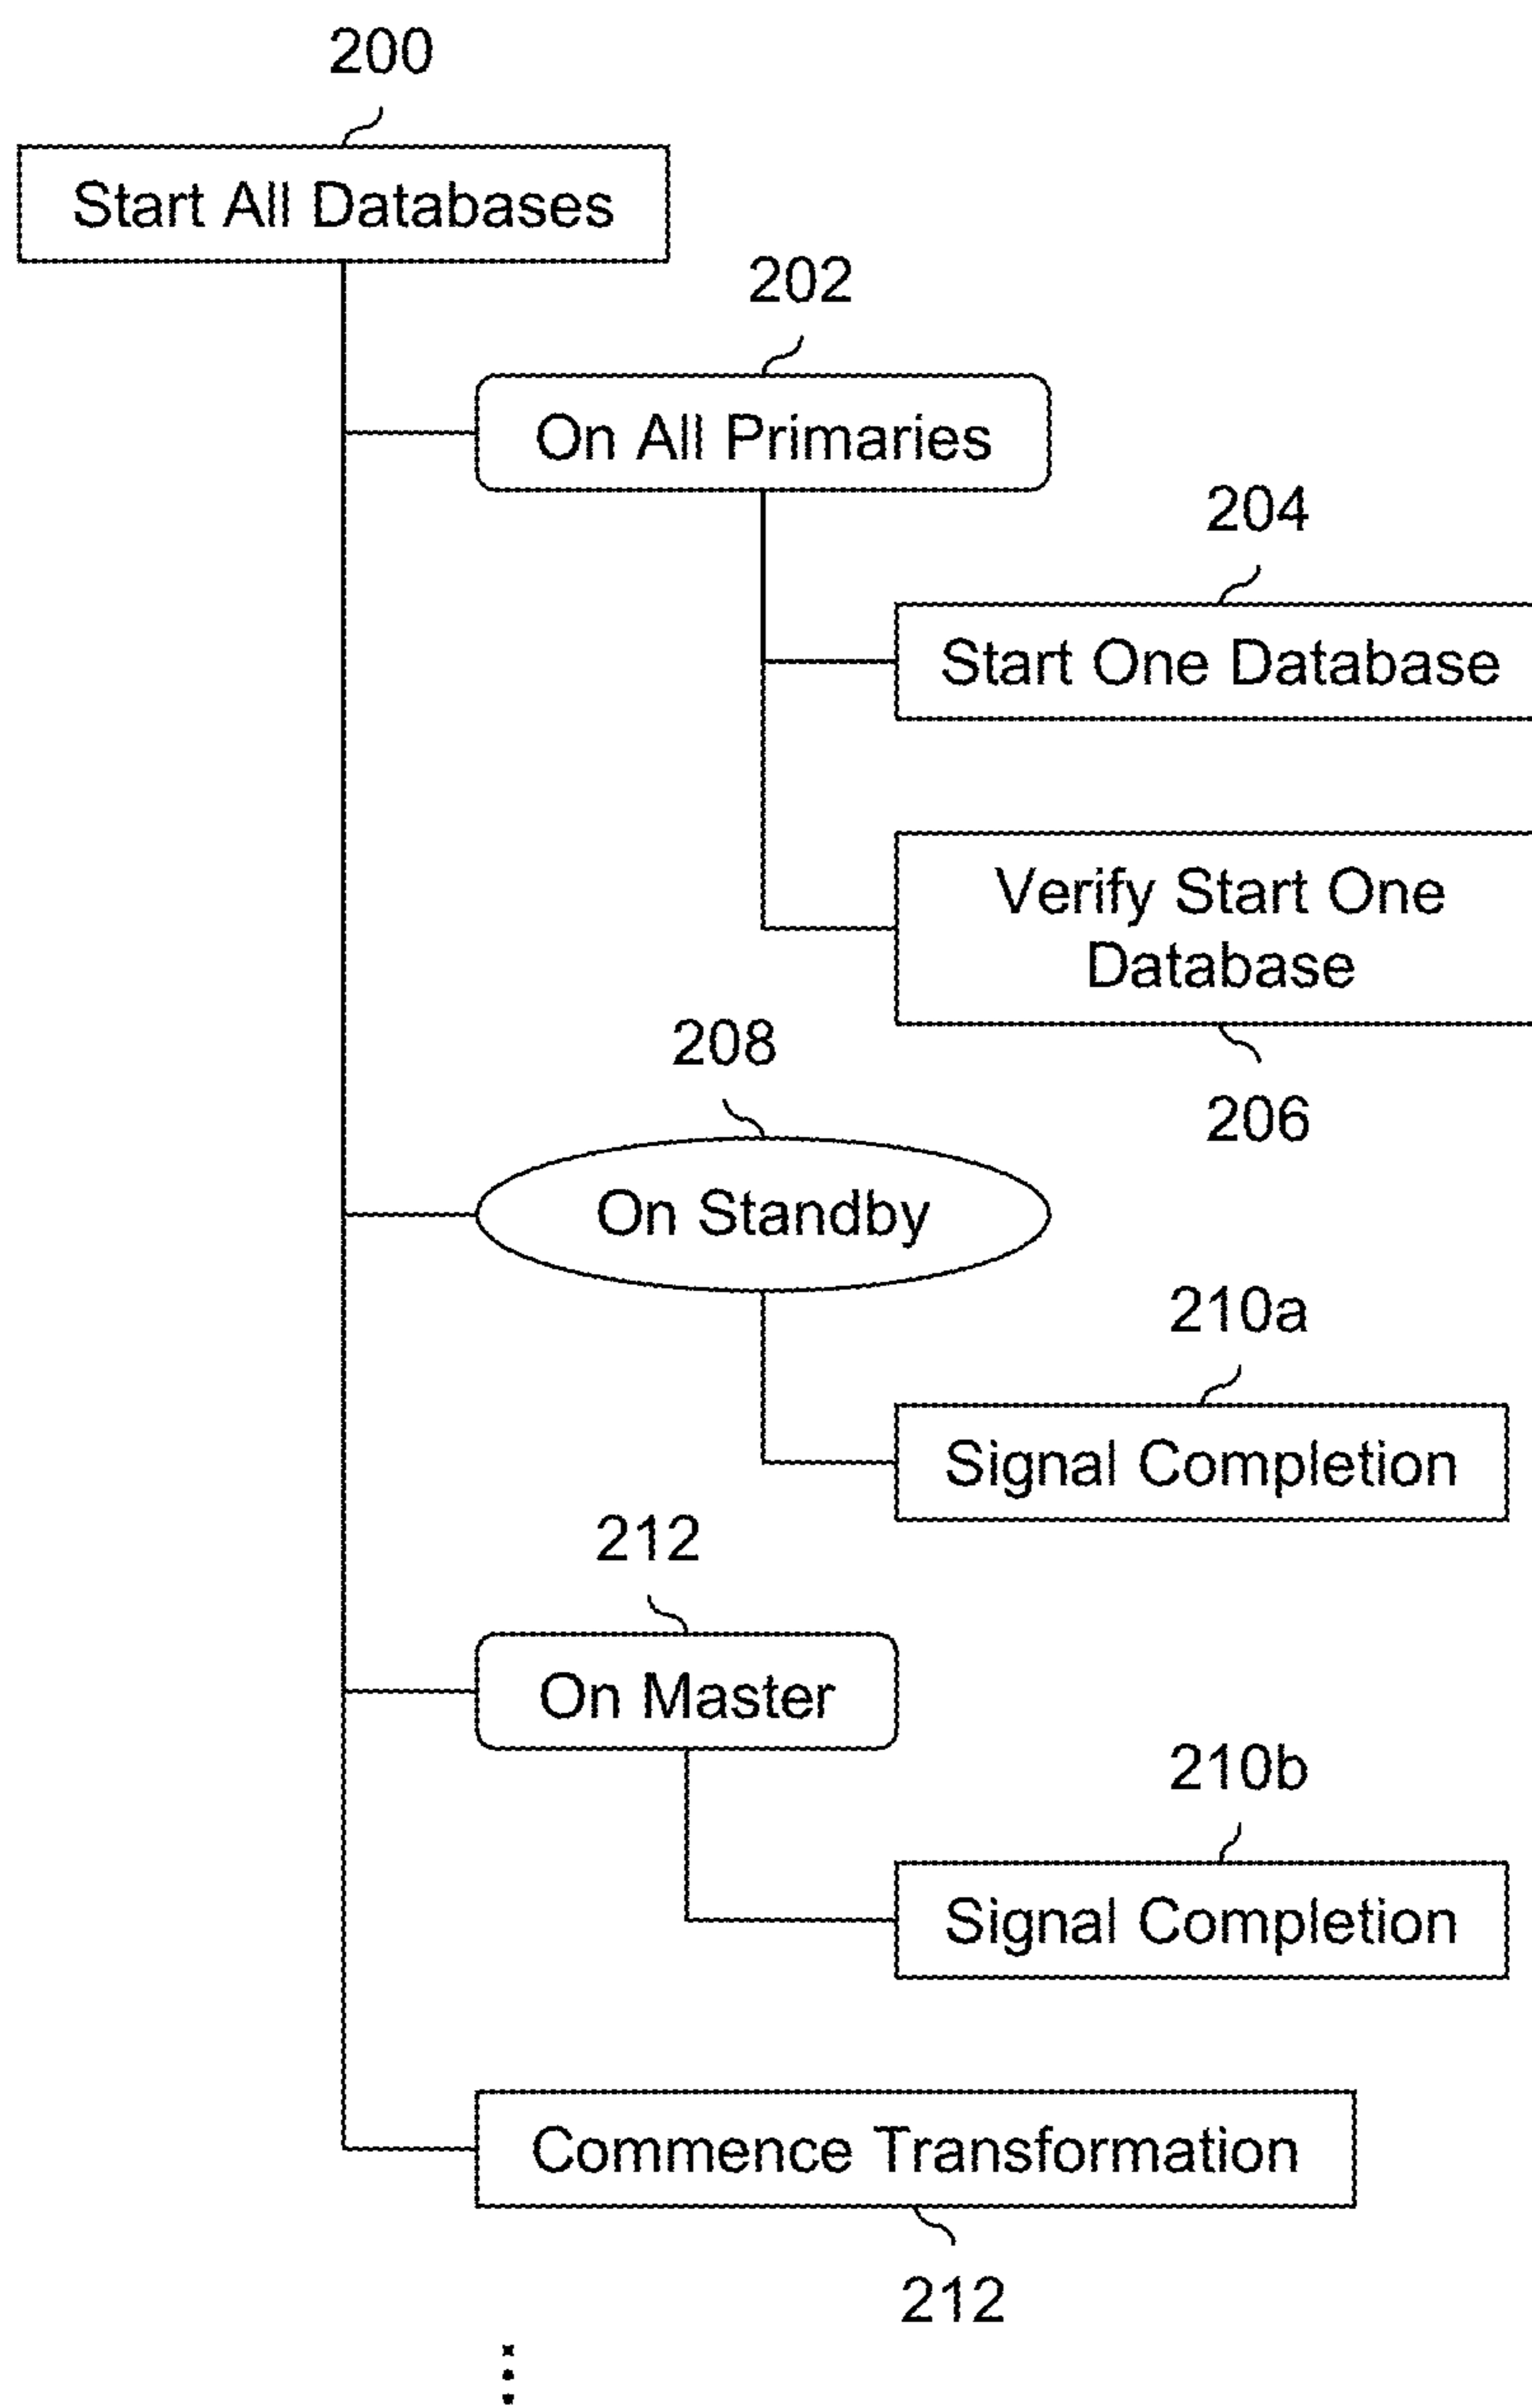 200
Start All Databases
202
On All Primaries
204
Start One Database
Verify Start One
Database
206
208
On Standby
210a
Signal Completion
212
On Master
210b
Signal Completion
Commence Transformation
212